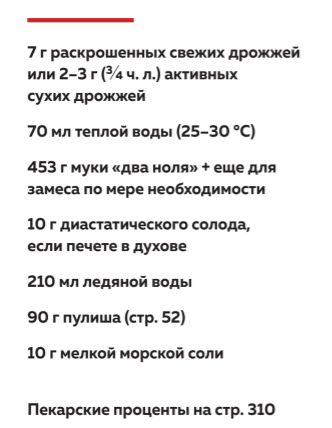 7 г раскрошенных свежих дрожжей
или 2–3 г (¾ ч. л.) активных
сухих дрожжей
70 мл теплой воды (25–30 °C)
453 г муки «два ноля» + еще для
замеса по мере необходимости
10 г диастатического солода,
если печете в духове
210 мл ледяной воды
90 г пулиша (стр. 52)
10 г мелкой морской соли
Пекарские проценты на стр. 310